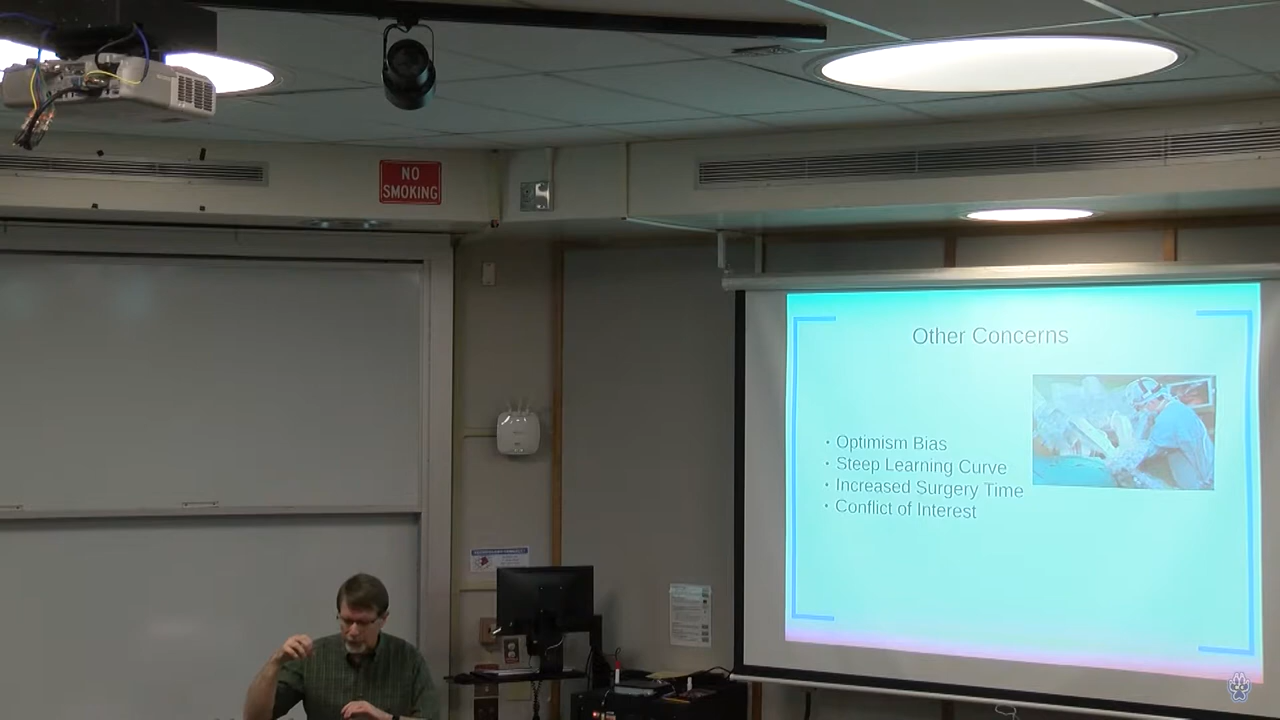 NO
SMOKING
Other Concerns
• Optimism Bias
• Steep Learning Curve
• Increased Surgery Time
• Conflict of Interest